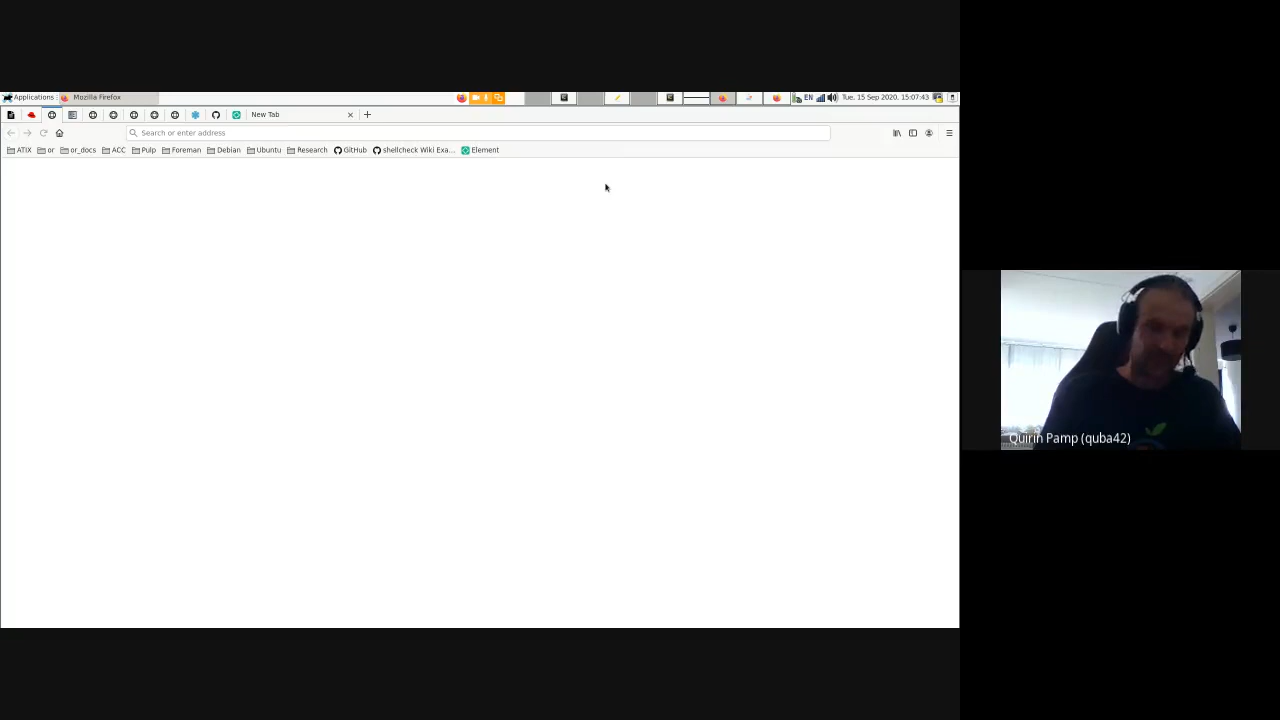 Applications
Mozilla Firefox
EN
Tue, 15 Sep 2020, 15:07:43
New Tab
Search or enter address
ATIX
or
or_docs
ACC
Pulp
Foreman
Debian
Ubuntu
Research
GitHub
shellcheck Wiki Exa...
Element
Quirin Pamp (quba42)